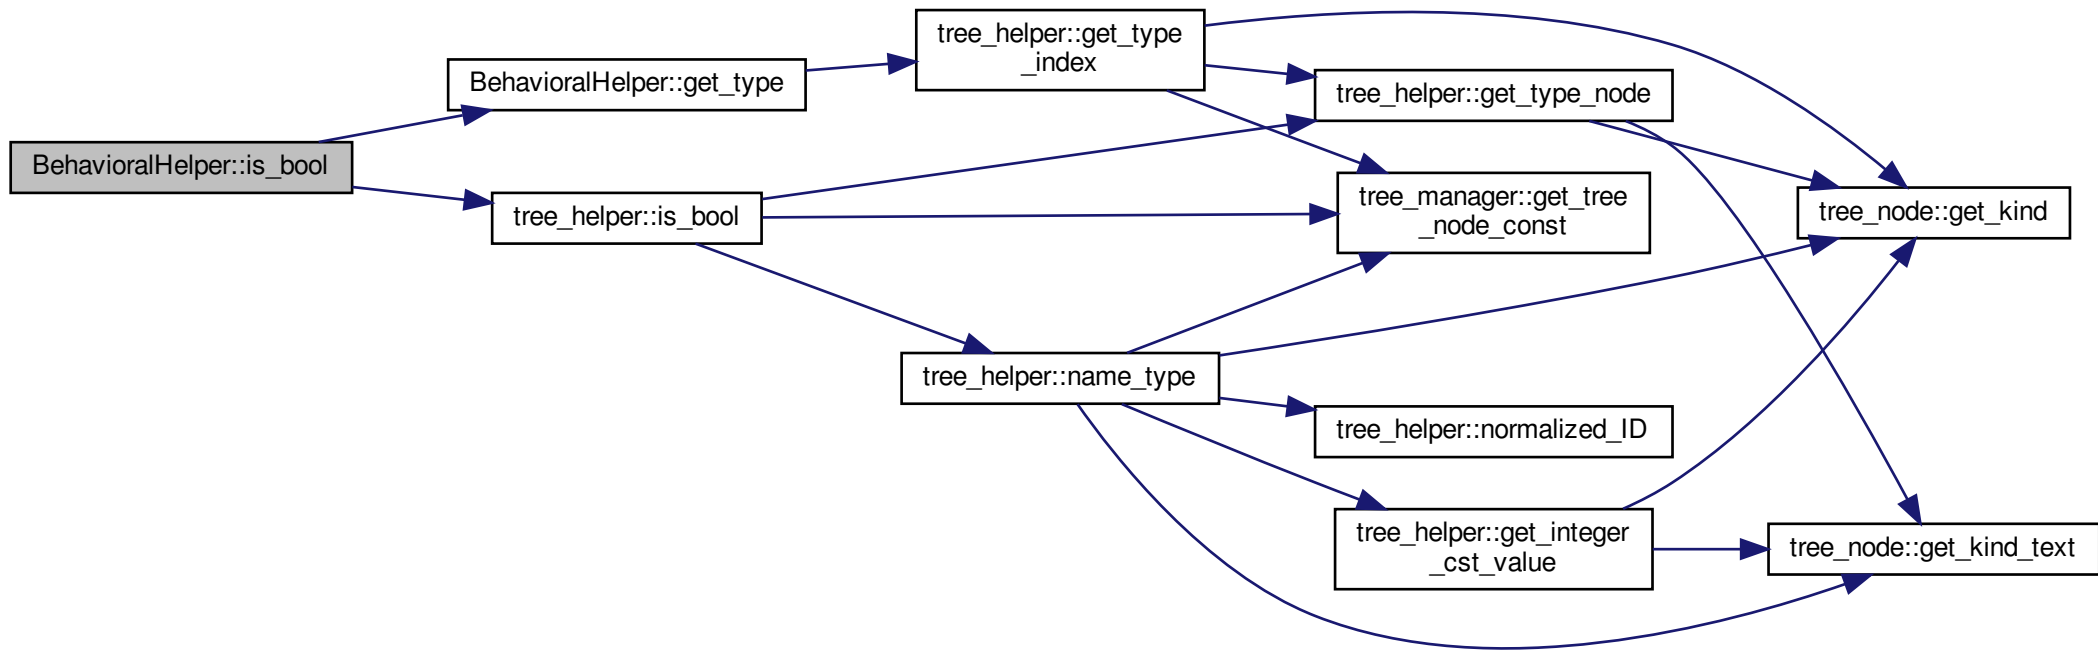 BehavioralHelper::is_bool
BehavioralHelper::get_type
tree_helper::is_bool
tree_helper::get_type
_index
tree_helper::name_type
tree_helper::get_type_node
tree_manager::get_tree
_node_const
tree_helper::normalized_ID
tree_helper::get_integer
_cst_value
tree_node::get_kind
tree_node::get_kind_text